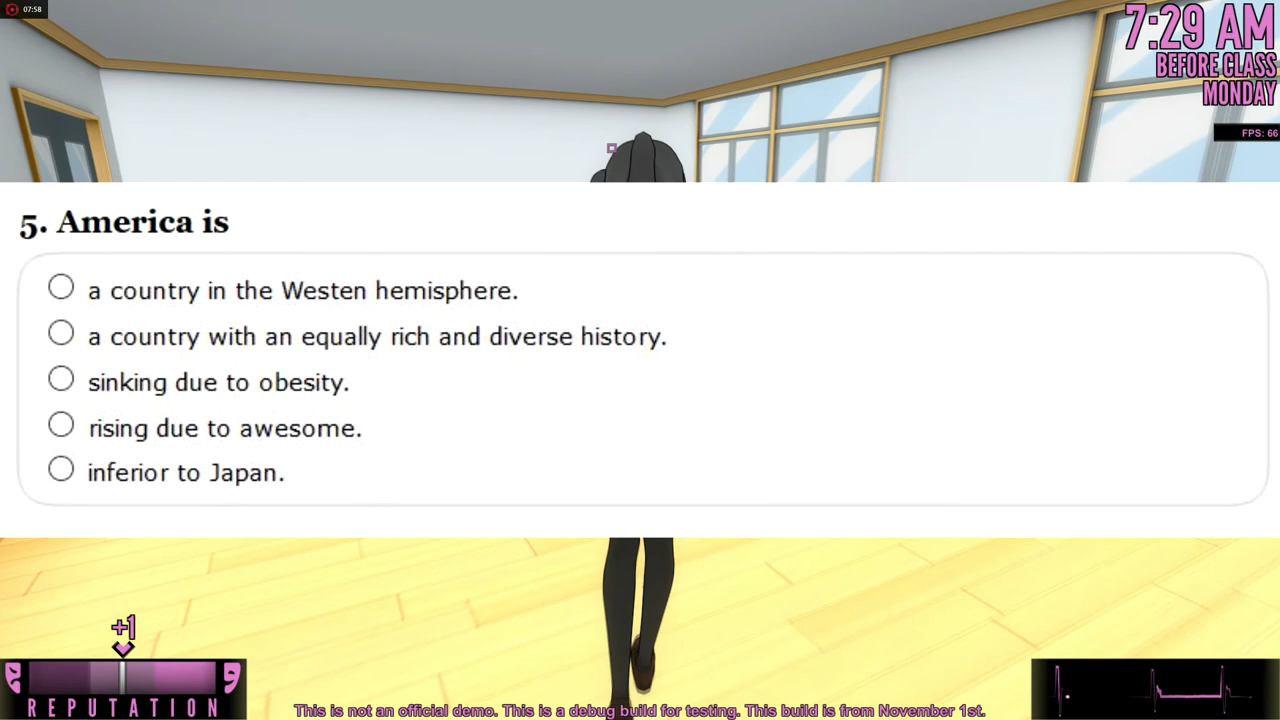 07:58
7:29 AM
BEFORE CLASS
MONDAY
FPS: 66
5. America is
a country in the Westen hemisphere.
a country with an equally rich and diverse history.
sinking due to obesity.
rising due to awesome.
inferior to Japan.
+1
REPUTATION
This is not an official demo. This is a debug build for testing. This build is from November 1st.